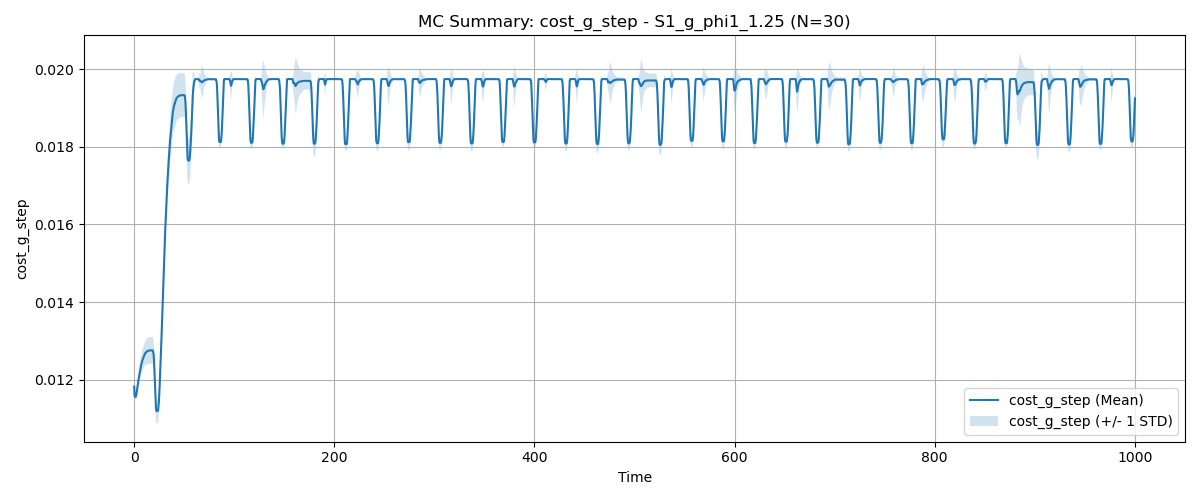 MC Summary: cost_g_step - S1_g_phi1_1.25 (N=30)
cost_g_step
0.020
0.018
0.016
0.014
0.012
0 200 400 600 800 1000
Time
cost_g_step (Mean)
cost_g_step (+/- 1 STD)